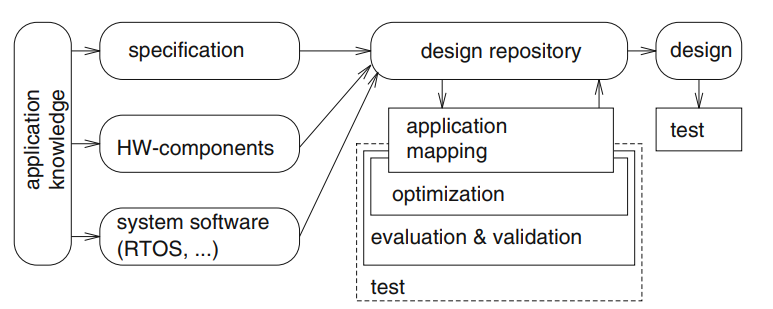 application
knowledge
specification
HW-components
system software
(RTOS, ...)
design repository
application
mapping
optimization
evaluation & validation
test
design
test